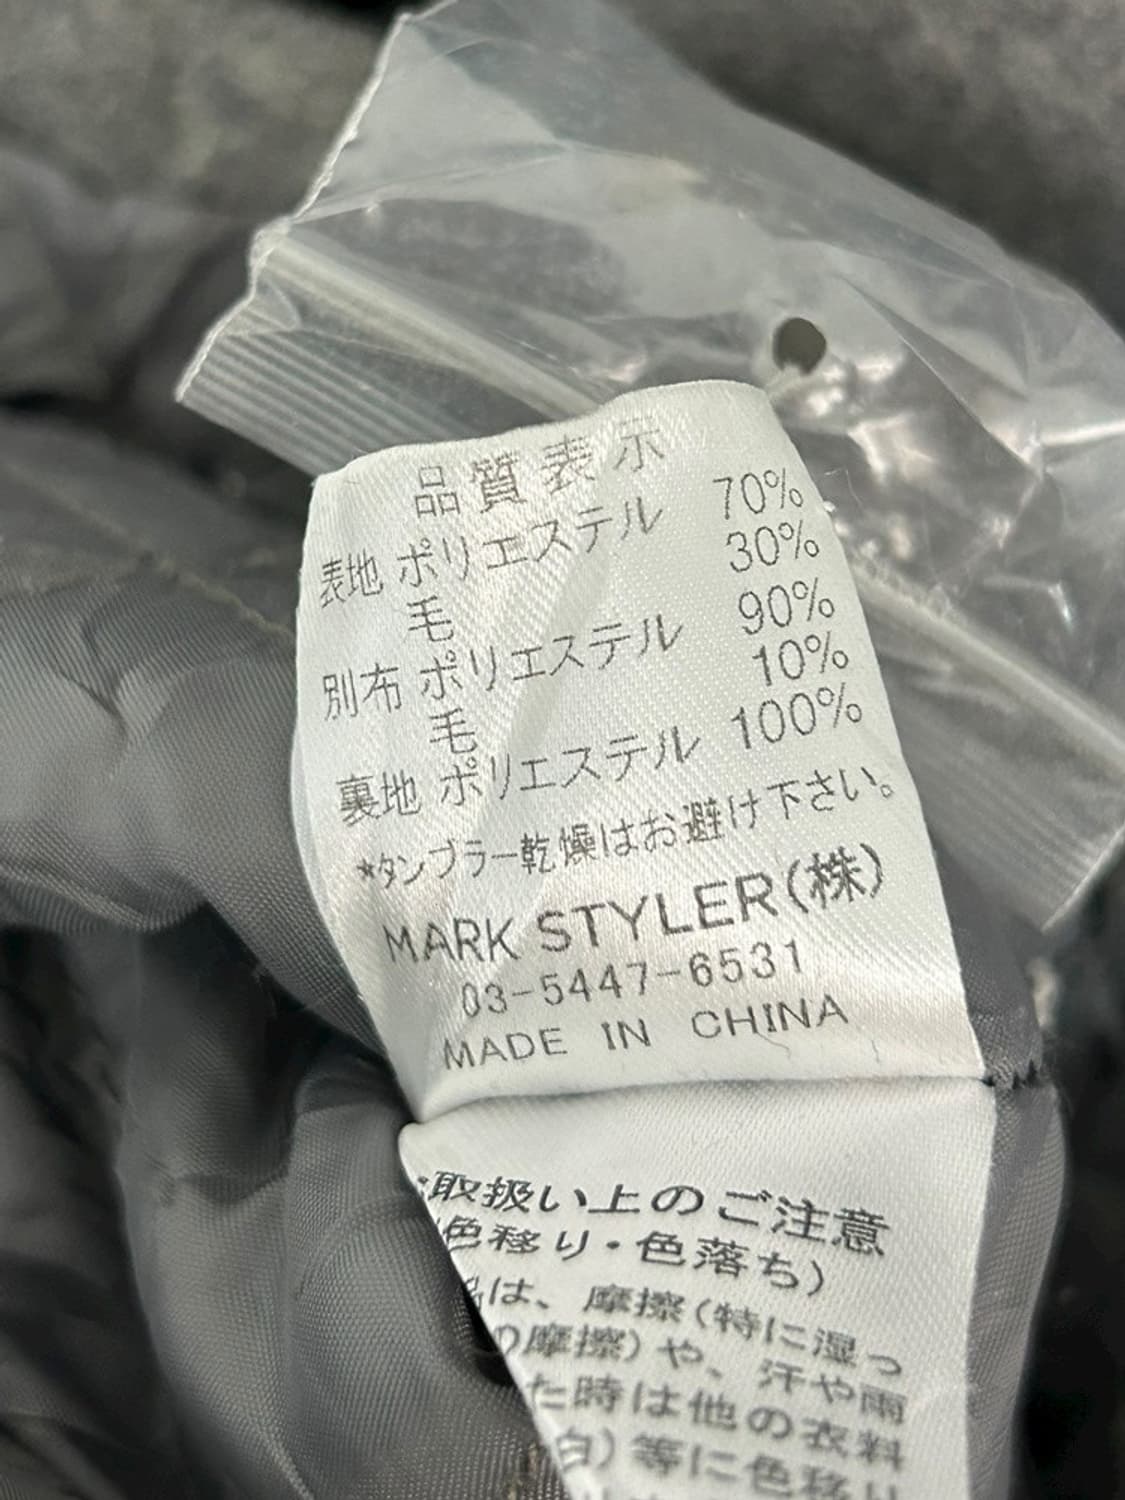 品質表示
表地 ポリエステル 70%
毛 30%
別布 ポリエステル 90%
毛 10%
裏地 ポリエステル 100%
*タンブラー乾燥はお避け下さい。
MARK STYLER(株)
03-5447-6531
MADE IN CHINA
取扱い上のご注意
色移り・色落ち)
は、摩擦(特に湿っ
の摩擦)や、汗や雨
た時は他の衣料
白)等に色移り